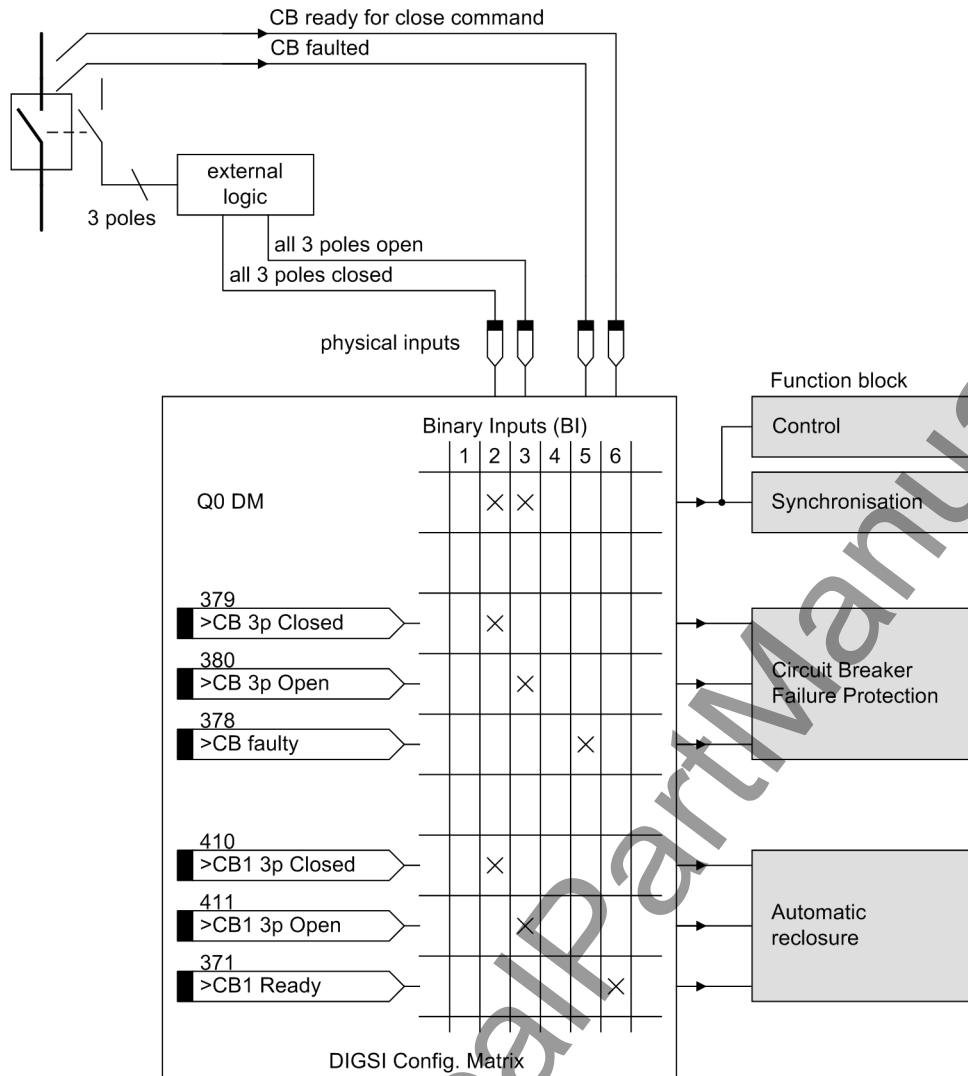 CB ready for close command
CB faulted
external
logic
3 poles
all 3 poles open
all 3 poles closed
physical inputs
Function block
Binary Inputs (BI)
Control
1 2 3 4 5 6
Q0 DM
Synchronisation
379
>CB 3p Closed
380
>CB 3p Open
Circuit Breaker
Failure Protection
378
>CB faulty
410
>CB1 3p Closed
411
>CB1 3p Open
Automatic
reclosure
371
>CB1 Ready
DIGSI Config. Matrix